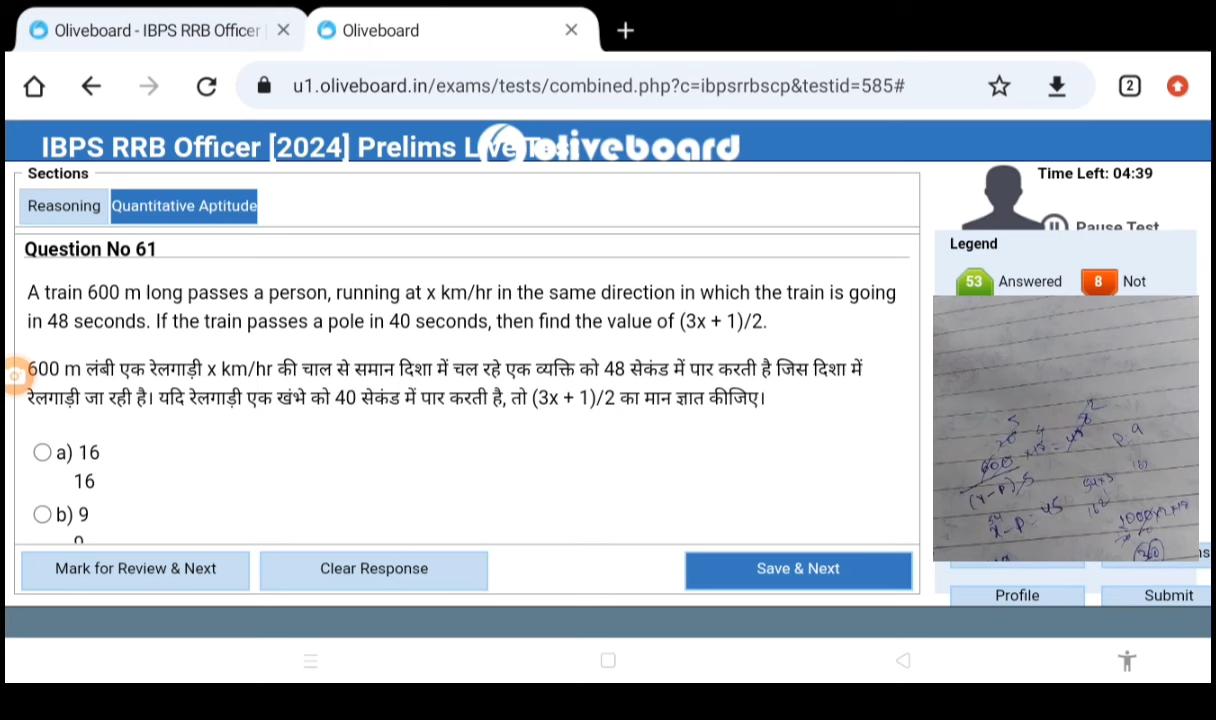 Oliveboard - IBPS RRB Officer
Oliveboard
u1.oliveboard.in/exams/tests/combined.php?c=ibpsrrbscp&testid=585#
2
IBPS RRB Officer [2024] Prelims Live Test
oliveboard
Sections
Time Left: 04:39
Reasoning
Quantitative Aptitude
Pause Test
Question No 61
Legend
53 Answered
8 Not
A train 600 m long passes a person, running at x km/hr in the same direction in which the train is going
in 48 seconds. If the train passes a pole in 40 seconds, then find the value of (3x + 1)/2.
600 m लंबी एक रेलगाड़ी x km/hr की चाल से समान दिशा में चल रहे एक व्यक्ति को 48 सेकंड में पार करती है जिस दिशा में
रेलगाड़ी जा रही है। यदि रेलगाड़ी एक खंभे को 40 सेकंड में पार करती है, तो (3x + 1)/2 का मान ज्ञात कीजिए।
a) 16
16
b) 9
Mark for Review & Next
Clear Response
Save & Next
Profile
Submit